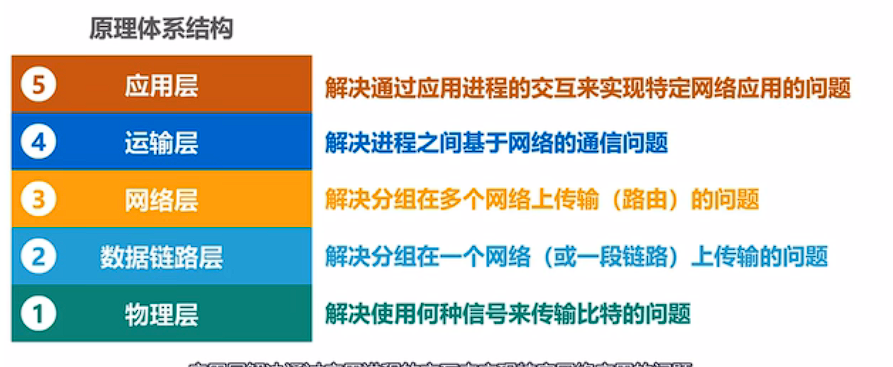 原理体系结构
5 应用层 解决通过应用进程的交互来实现特定网络应用的问题
4 运输层 解决进程之间基于网络的通信问题
3 网络层 解决分组在多个网络上传输（路由）的问题
2 数据链路层 解决分组在一个网络（或一段链路）上传输的问题
1 物理层 解决使用何种信号来传输比特的问题